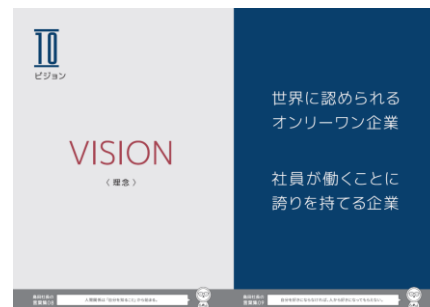 10
ビジョン
VISION
〈 理念 〉
世界に認められる
オンリーワン企業
社員が働くことに
誇りを持てる企業